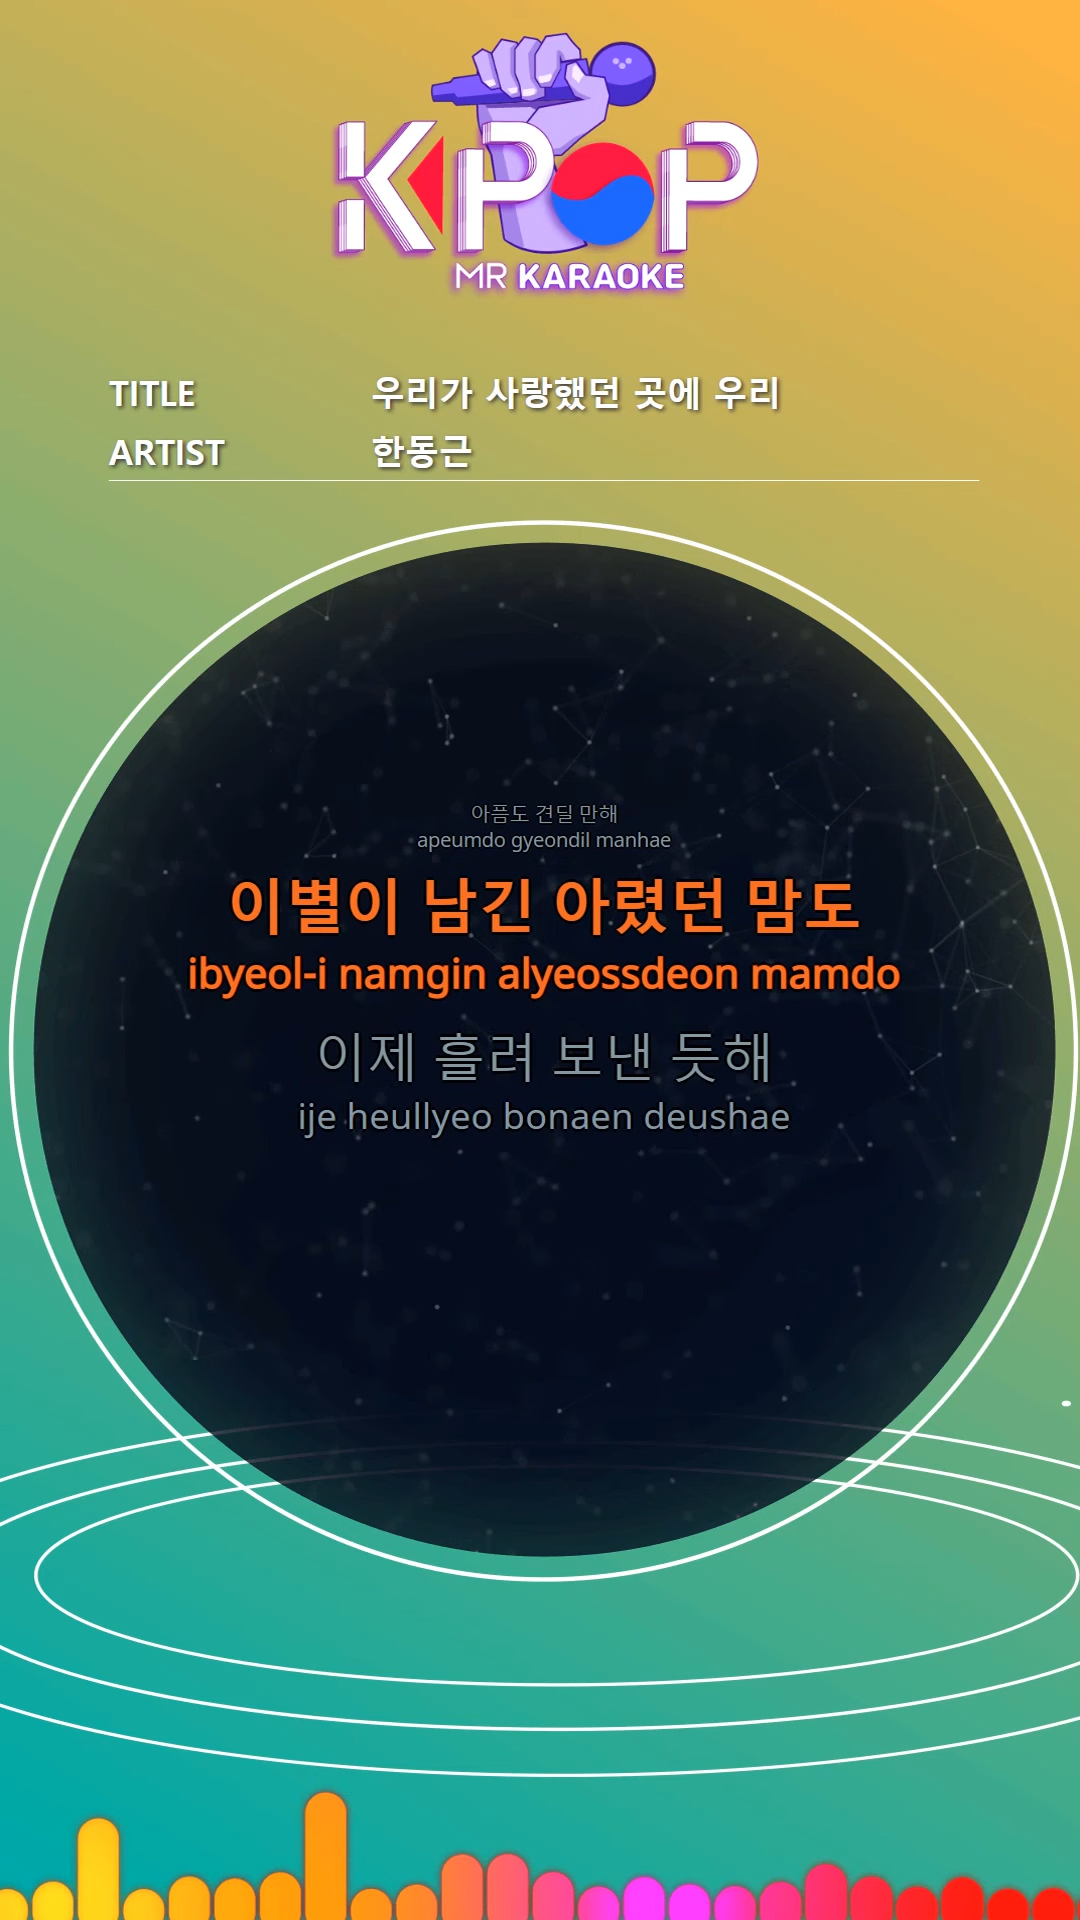 KPOP
MR KARAOKE
TITLE 우리가 사랑했던 곳에 우리
ARTIST 한동근
아픔도 견딜 만해
apeumdo gyeondil manhae
이별이 남긴 아렸던 맘도
ibyeol-i namgin alyeossdeon mamdo
이제 흘려 보낸 듯해
ije heullyeo bonaen deushae